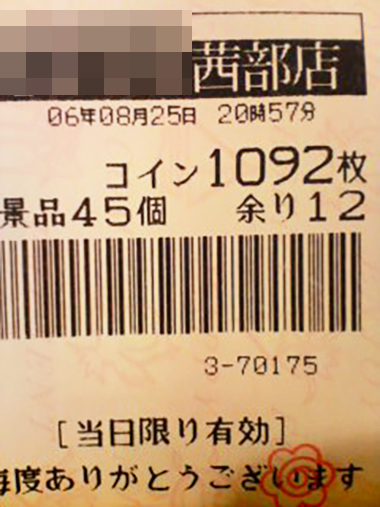 茜部店
06年08月25日 20時57分
コイン1092枚
景品45個 余り12
3-70175
[当日限り有効]
毎度ありがとうございます